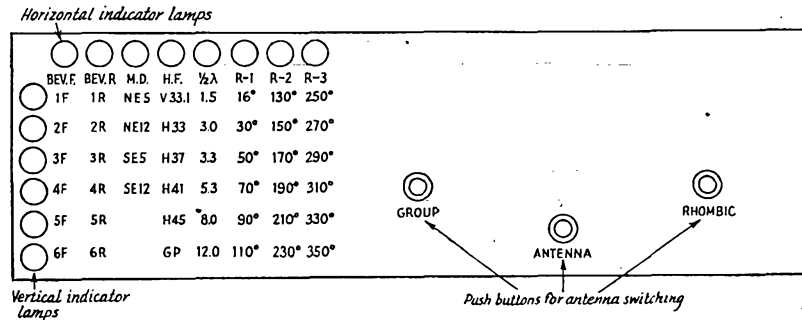 Horizontal indicator lamps
BEV.F. BEV.R M.D. H.F. ½λ R-1 R-2 R-3
1F 1R NE5 V33.1 1.5 16° 130° 250°
2F 2R NE12 H33 3.0 30° 150° 270°
3F 3R SE5 H37 3.3 50° 170° 290°
4F 4R SE12 H41 5.3 70° 190° 310°
5F 5R H45 8.0 90° 210° 330°
6F 6R GP 12.0 110° 230° 350°
GROUP
RHOMBIC
ANTENNA
Vertical indicator
lamps
Push buttons for antenna switching